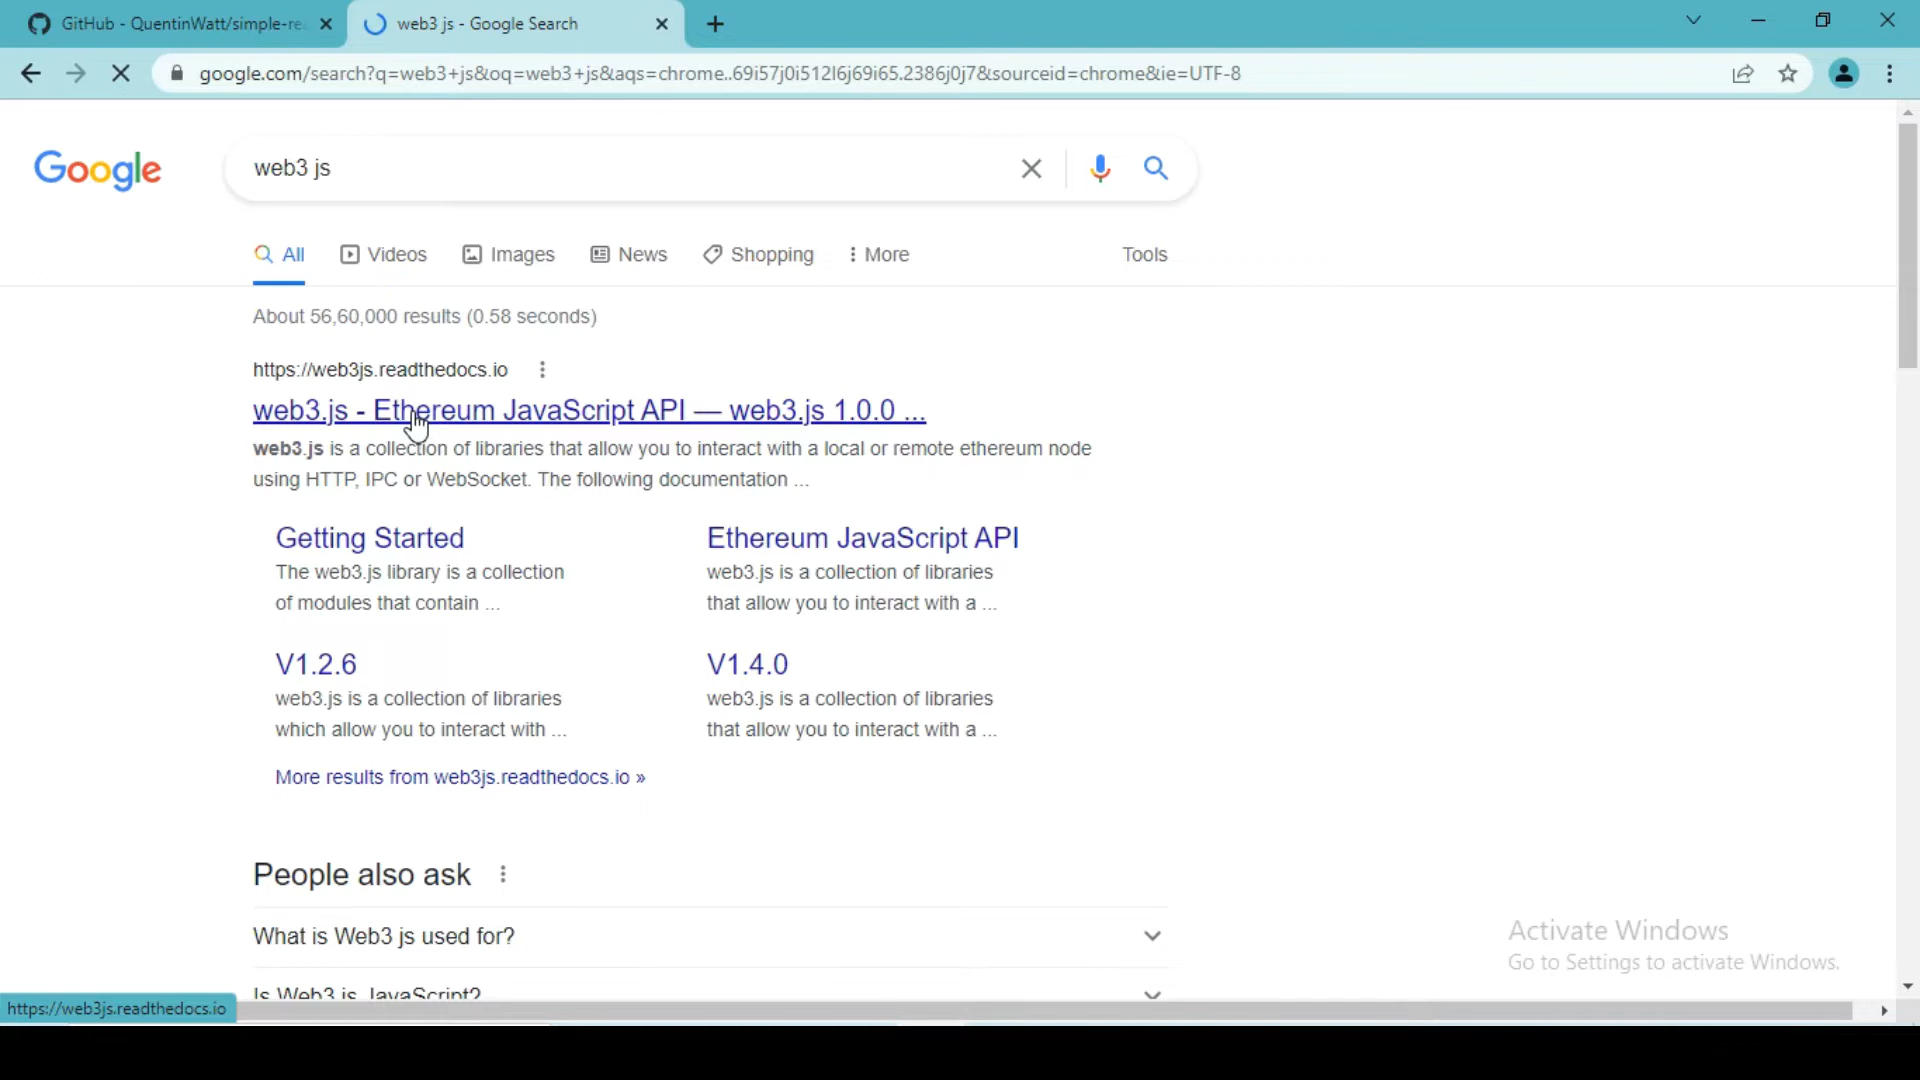 GitHub - QuentinWatt/simple-re
web3 js - Google Search
google.com/search?q=web3+js&oq=web3+js&aqs=chrome..69i57j0i512l6j69i65.2386j0j7&sourceid=chrome&ie=UTF-8
Google
web3 js
All
Videos
Images
News
Shopping
More
Tools
About 56,60,000 results (0.58 seconds)
https://web3js.readthedocs.io
web3.js - Ethereum JavaScript API — web3.js 1.0.0 ...
web3.js is a collection of libraries that allow you to interact with a local or remote ethereum node
using HTTP, IPC or WebSocket. The following documentation ...
Getting Started
The web3.js library is a collection
of modules that contain ...
Ethereum JavaScript API
web3.js is a collection of libraries
that allow you to interact with a ...
V1.2.6
web3.js is a collection of libraries
which allow you to interact with ...
V1.4.0
web3.js is a collection of libraries
that allow you to interact with a ...
More results from web3js.readthedocs.io »
People also ask
What is Web3 js used for?
Is Web3 js JavaScript?
Activate Windows
Go to Settings to activate Windows.
https://web3js.readthedocs.io